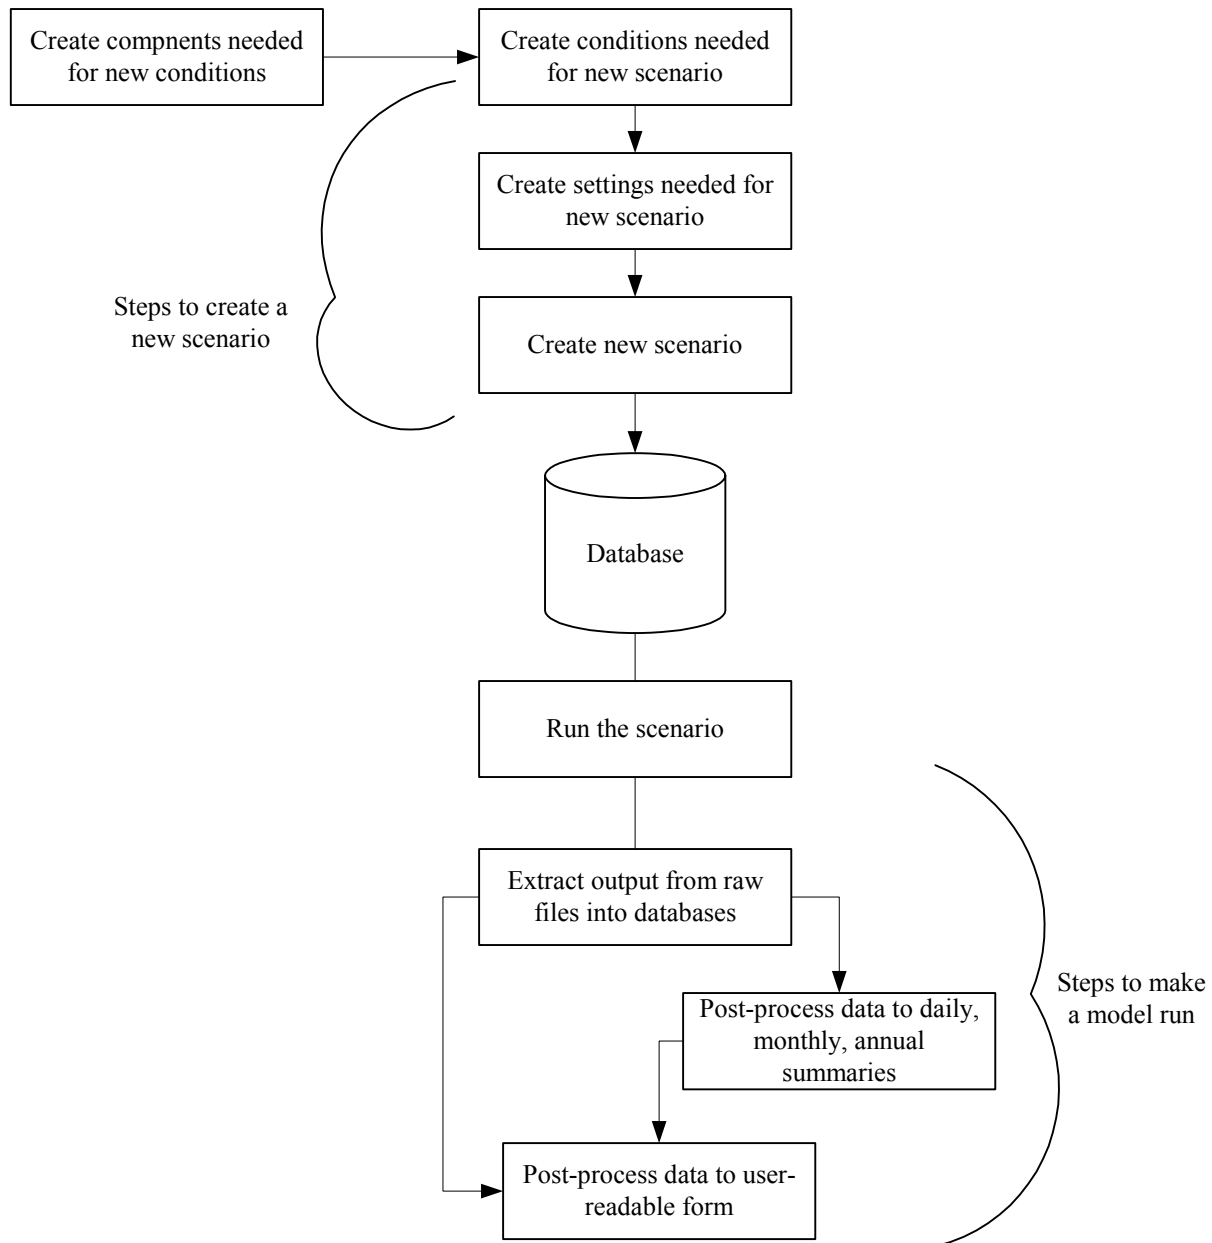 Create compnents needed
for new conditions
Create conditions needed
for new scenario
Create settings needed for
new scenario
Steps to create a
new scenario
Create new scenario
Database
Run the scenario
Extract output from raw
files into databases
Steps to make
a model run
Post-process data to daily,
monthly, annual
summaries
Post-process data to user-
readable form